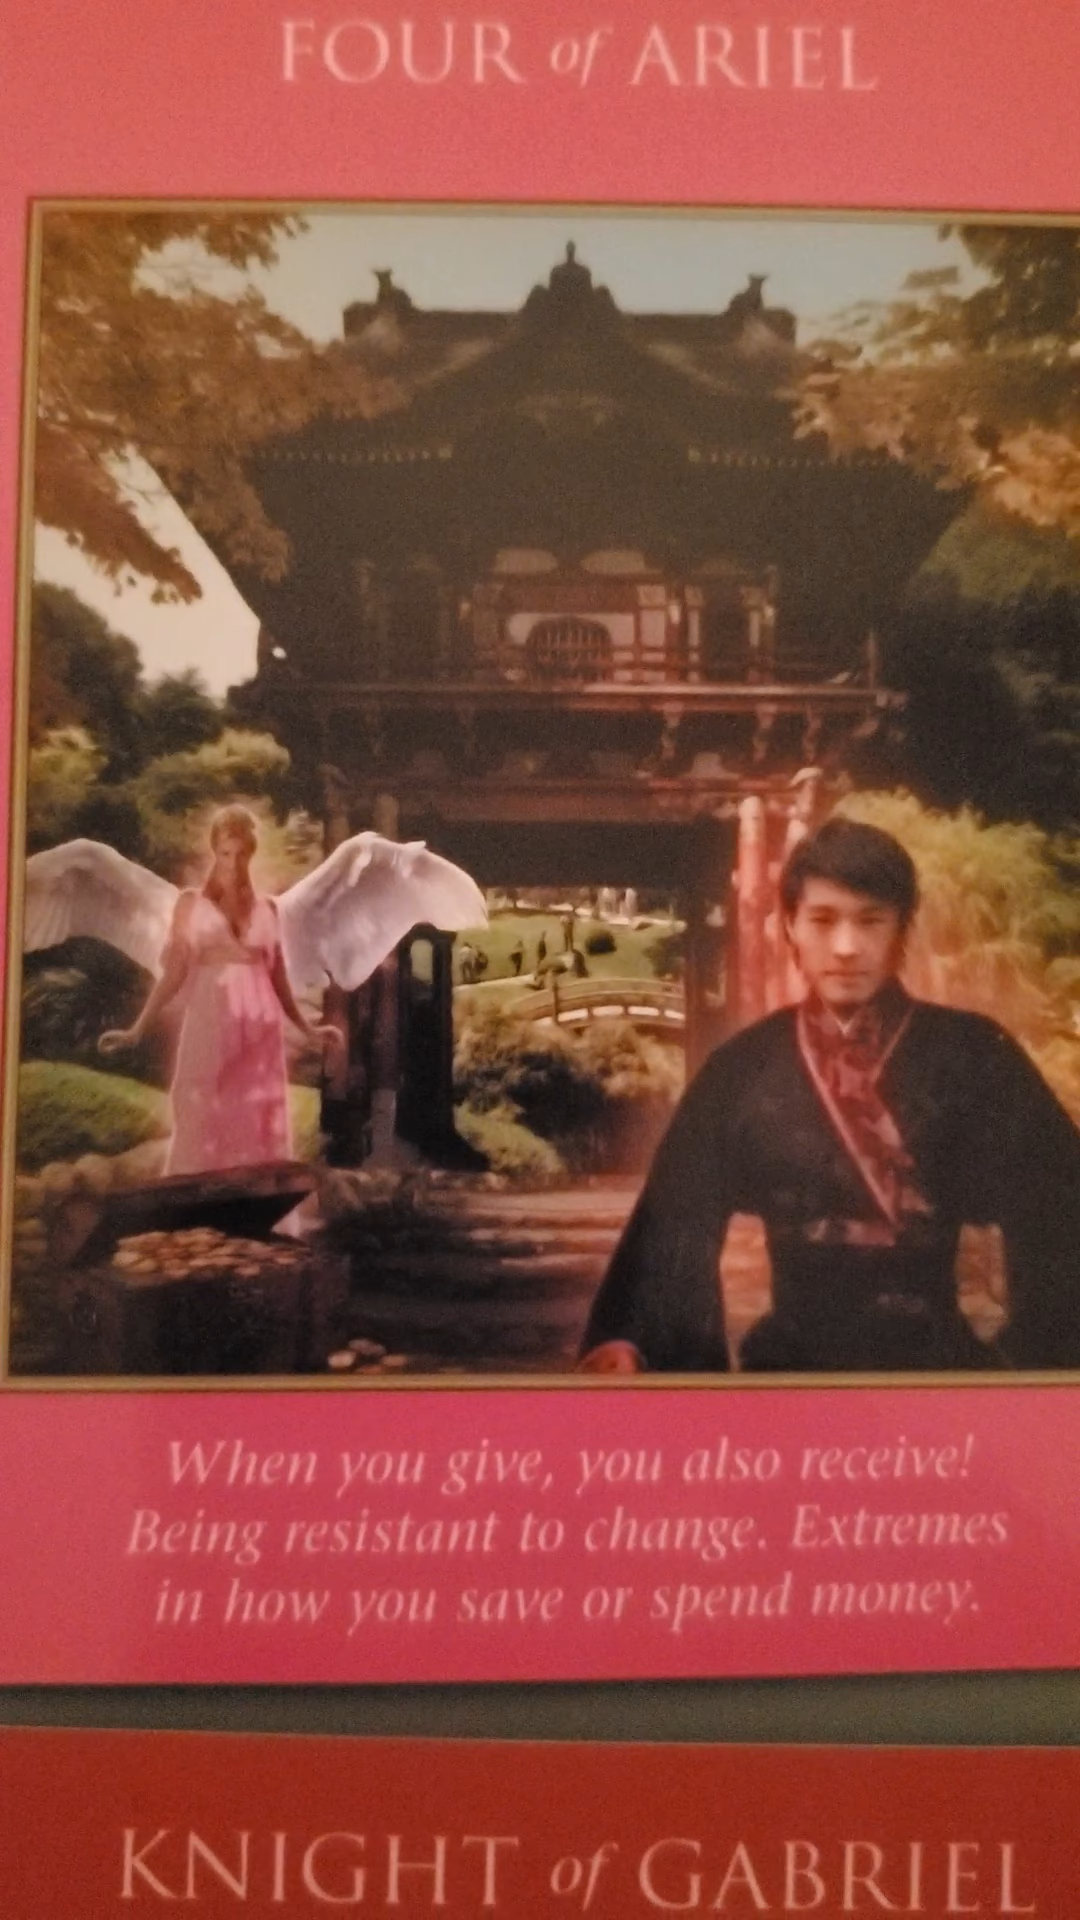 FOUR of ARIEL
When you give, you also receive!
Being resistant to change. Extremes
in how you save or spend money.
KNIGHT of GABRIEL